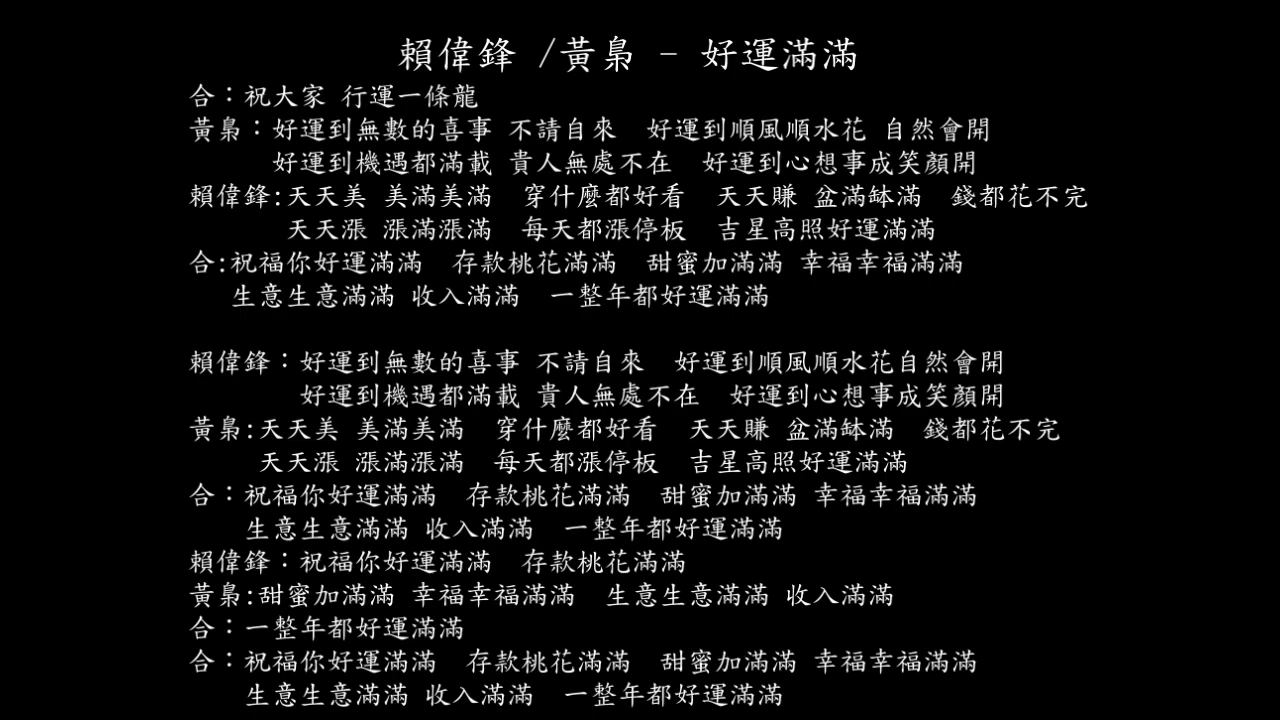 賴偉鋒 /黃梟 - 好運滿滿
合：祝大家 行運一條龍
黃梟：好運到無數的喜事 不請自來 好運到順風順水花 自然會開
好運到機遇都滿載 貴人無處不在 好運到心想事成笑顏開
賴偉鋒:天天美 美滿美滿 穿什麼都好看 天天賺 盆滿缽滿 錢都花不完
天天漲 漲滿漲滿 每天都漲停板 吉星高照好運滿滿
合:祝福你好運滿滿 存款桃花滿滿 甜蜜加滿滿 幸福幸福滿滿
生意生意滿滿 收入滿滿 一整年都好運滿滿
賴偉鋒：好運到無數的喜事 不請自來 好運到順風順水花自然會開
好運到機遇都滿載 貴人無處不在 好運到心想事成笑顏開
黃梟:天天美 美滿美滿 穿什麼都好看 天天賺 盆滿缽滿 錢都花不完
天天漲 漲滿漲滿 每天都漲停板 吉星高照好運滿滿
合：祝福你好運滿滿 存款桃花滿滿 甜蜜加滿滿 幸福幸福滿滿
生意生意滿滿 收入滿滿 一整年都好運滿滿
賴偉鋒：祝福你好運滿滿 存款桃花滿滿
黃梟:甜蜜加滿滿 幸福幸福滿滿 生意生意滿滿 收入滿滿
合：一整年都好運滿滿
合：祝福你好運滿滿 存款桃花滿滿 甜蜜加滿滿 幸福幸福滿滿
生意生意滿滿 收入滿滿 一整年都好運滿滿